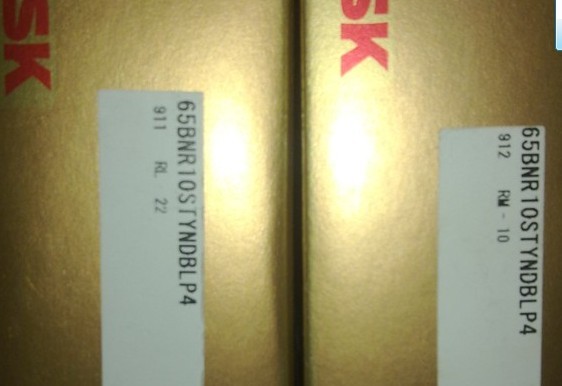 SK
65BNR10STYNDBLP4
911 RL 22
SK
65BNR10STYNDBLP4
912 RM - 10